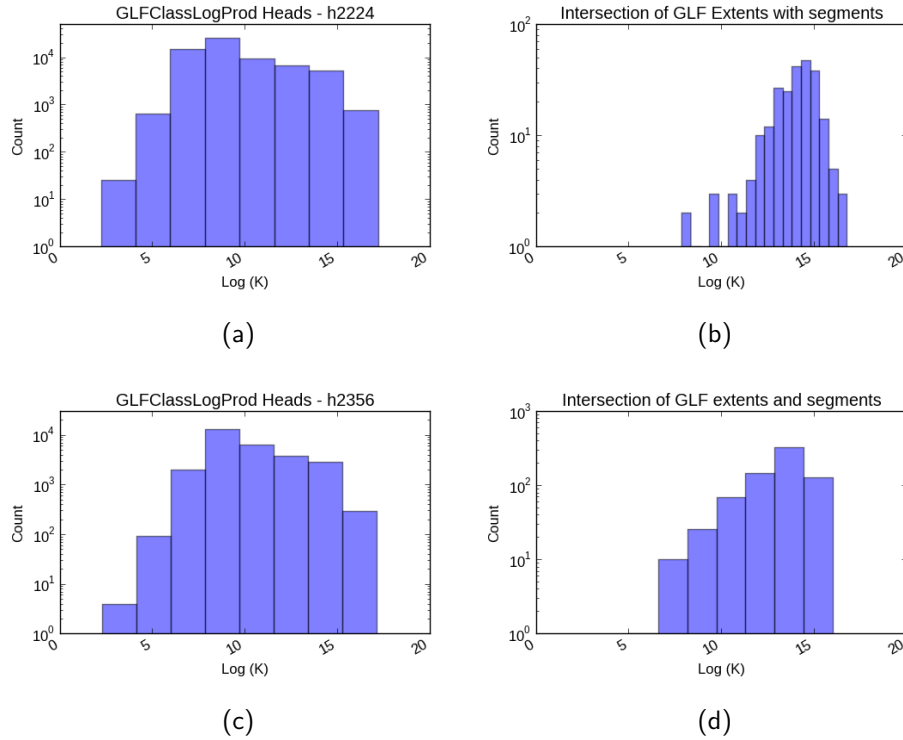 GLFClassLogProd Heads - h2224
10^4
10^3
10^2
10^1
10^0
Count
0 5 10 15 20
Log (K)
(a)
Intersection of GLF Extents with segments
10^2
10^1
10^0
Count
0 5 10 15 20
Log (K)
(b)
GLFClassLogProd Heads - h2356
10^4
10^3
10^2
10^1
10^0
Count
0 5 10 15 20
Log (K)
(c)
Intersection of GLF extents and segments
10^3
10^2
10^1
10^0
Count
0 5 10 15 20
Log (K)
(d)